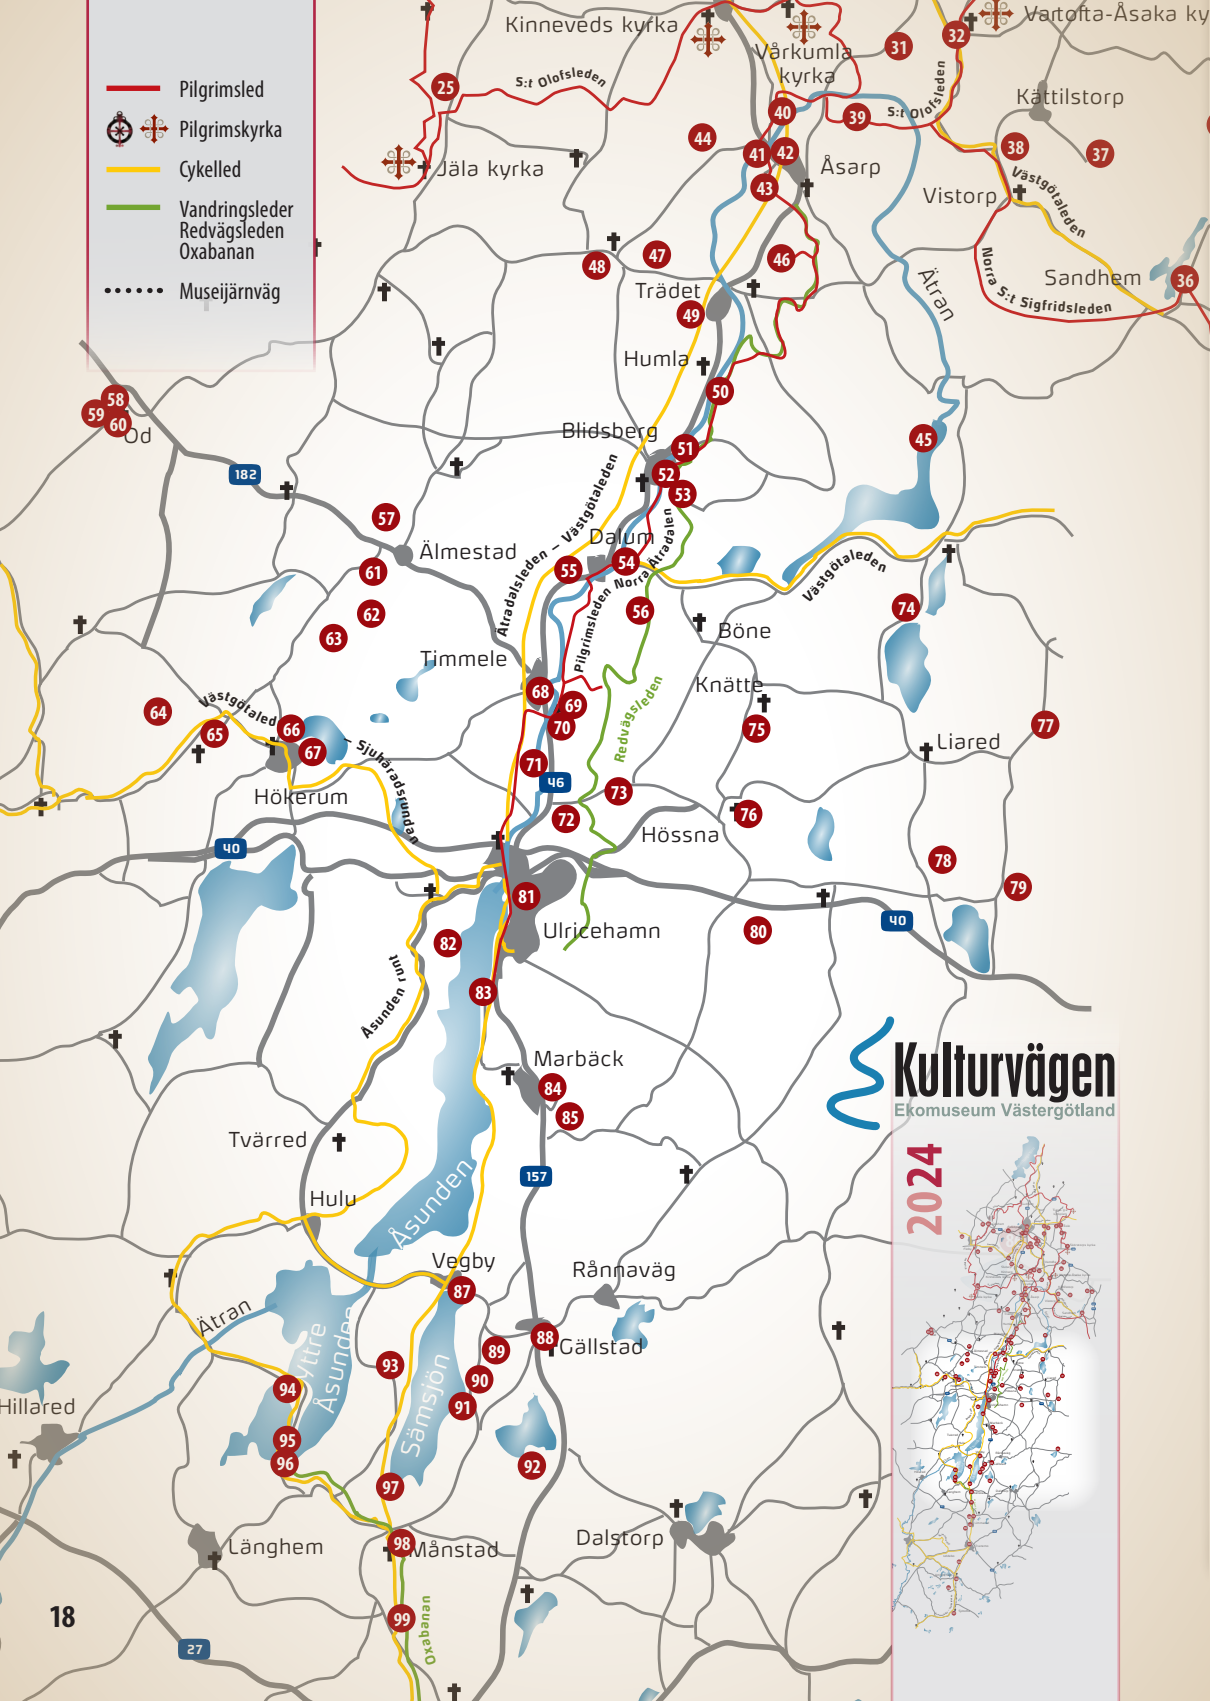 Pilgrimsled
Pilgrimskyrka
Cykelled
Vandringsleder
Redvägsleden
Oxabanan
Museijärnväg
Kinneveds kyrka
Vårkumla
kyrka
31
32
Vartofta-Åsaka ky
25
S:t Olofsleden
Jäla kyrka
40
39
S:t Olofsleden
Kättilstorp
44
41
42
Åsarp
38
37
43
Vistorp
Västgötaleden
48
47
46
Ätran
Norra S:t Sigfridsleden
Sandhem
36
Trädet
49
Humla
50
58
59
60
Od
Blidsberg
51
45
182
52
53
57
Älmestad
Ätradalsleden – Västgötaleden
Dalum
54
55
61
Pilgrimsleden Norra Ätradalen
Västgötaleden
62
56
74
63
Böne
Timmele
Knätte
68
69
70
Redvägsleden
64
Västgötaled
– Sjuhäradsrundan
65
66
67
75
77
Liared
71
46
73
Hökerum
72
76
Hössna
40
78
79
81
Ulricehamn
80
40
82
Åsunden runt
83
Marbäck
84
85
Kulturvägen
Ekomuseum Västergötland
2024
Tvärred
157
Hulu
Åsunden
Vegby
87
Rånnaväg
Ätran
Yttre
Åsunden
88
Gällstad
89
93
90
Sämsjön
94
91
Hillared
95
96
92
97
Dalstorp
Länghem
98
Månstad
99
Oxabanan
18
27